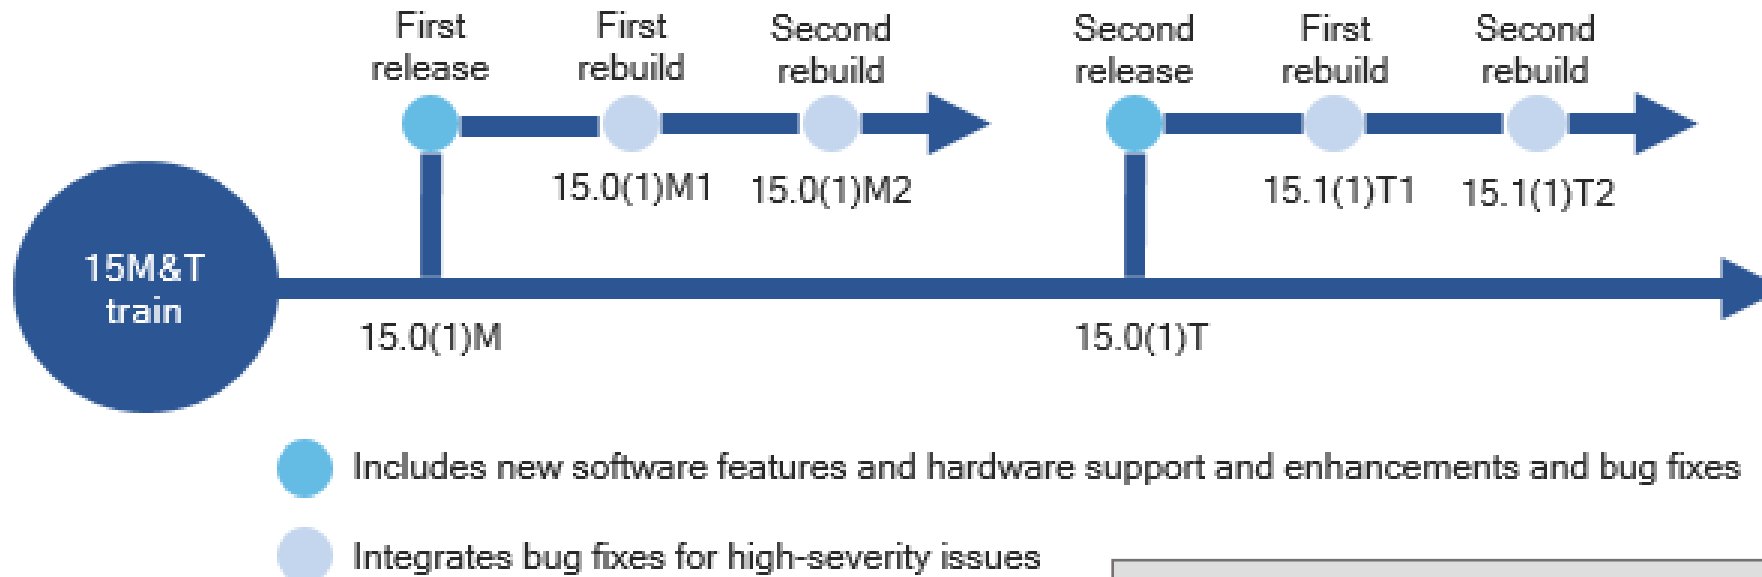 First
release
First
rebuild
Second
rebuild
Second
release
First
rebuild
Second
rebuild
15.0(1)M1
15.0(1)M2
15.1(1)T1
15.1(1)T2
15M&T
train
15.0(1)M
15.0(1)T
Includes new software features and hardware support and enhancements and bug fixes
Integrates bug fixes for high-severity issues